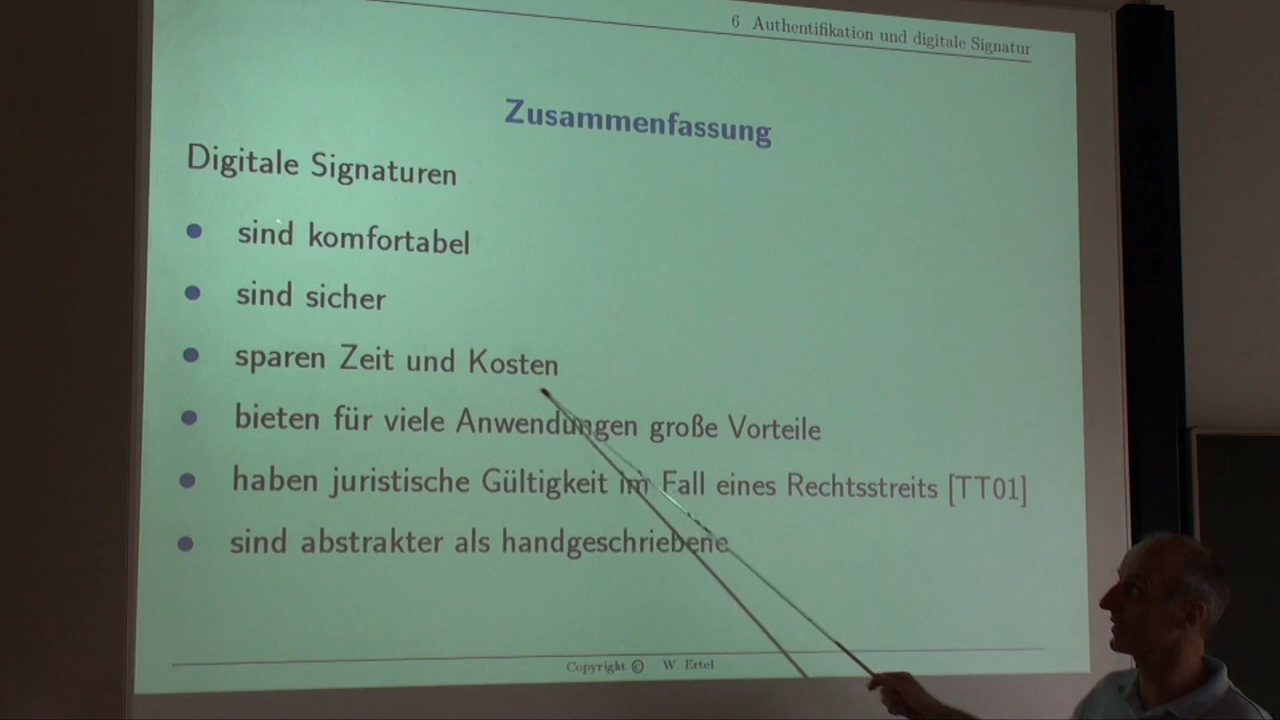 6 Authentifikation und digitale Signatur
Zusammenfassung
Digitale Signaturen
● sind komfortabel
● sind sicher
● sparen Zeit und Kosten
● bieten für viele Anwendungen große Vorteile
● haben juristische Gültigkeit im Fall eines Rechtsstreits [TT01]
● sind abstrakter als handgeschriebene
Copyright © W. Ertel